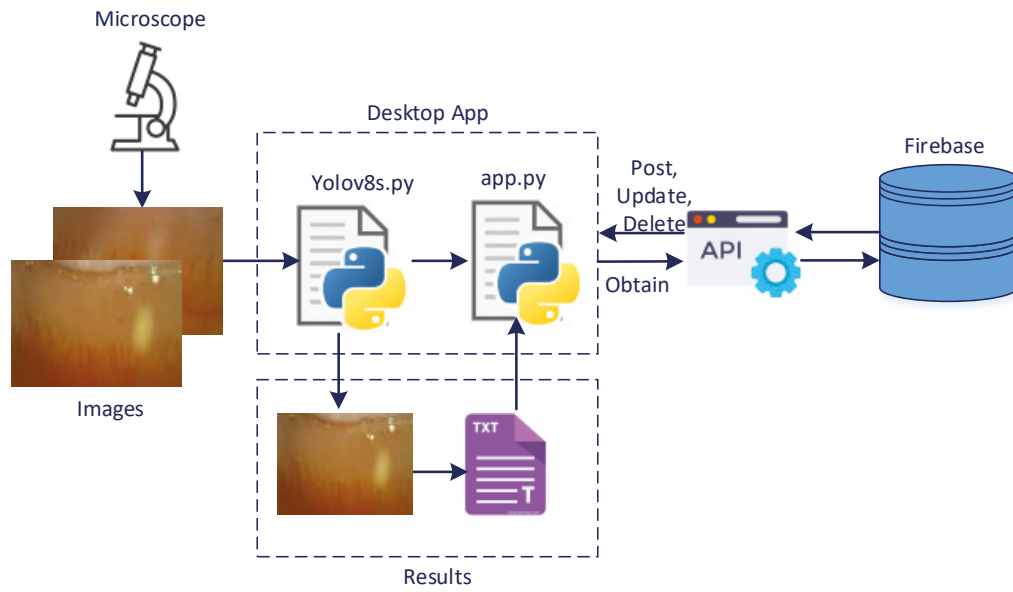 Microscope
Desktop App
Firebase
Yolov8s.py
app.py
Post,
Update,
Delete
API
Obtain
Images
TXT
T
Results